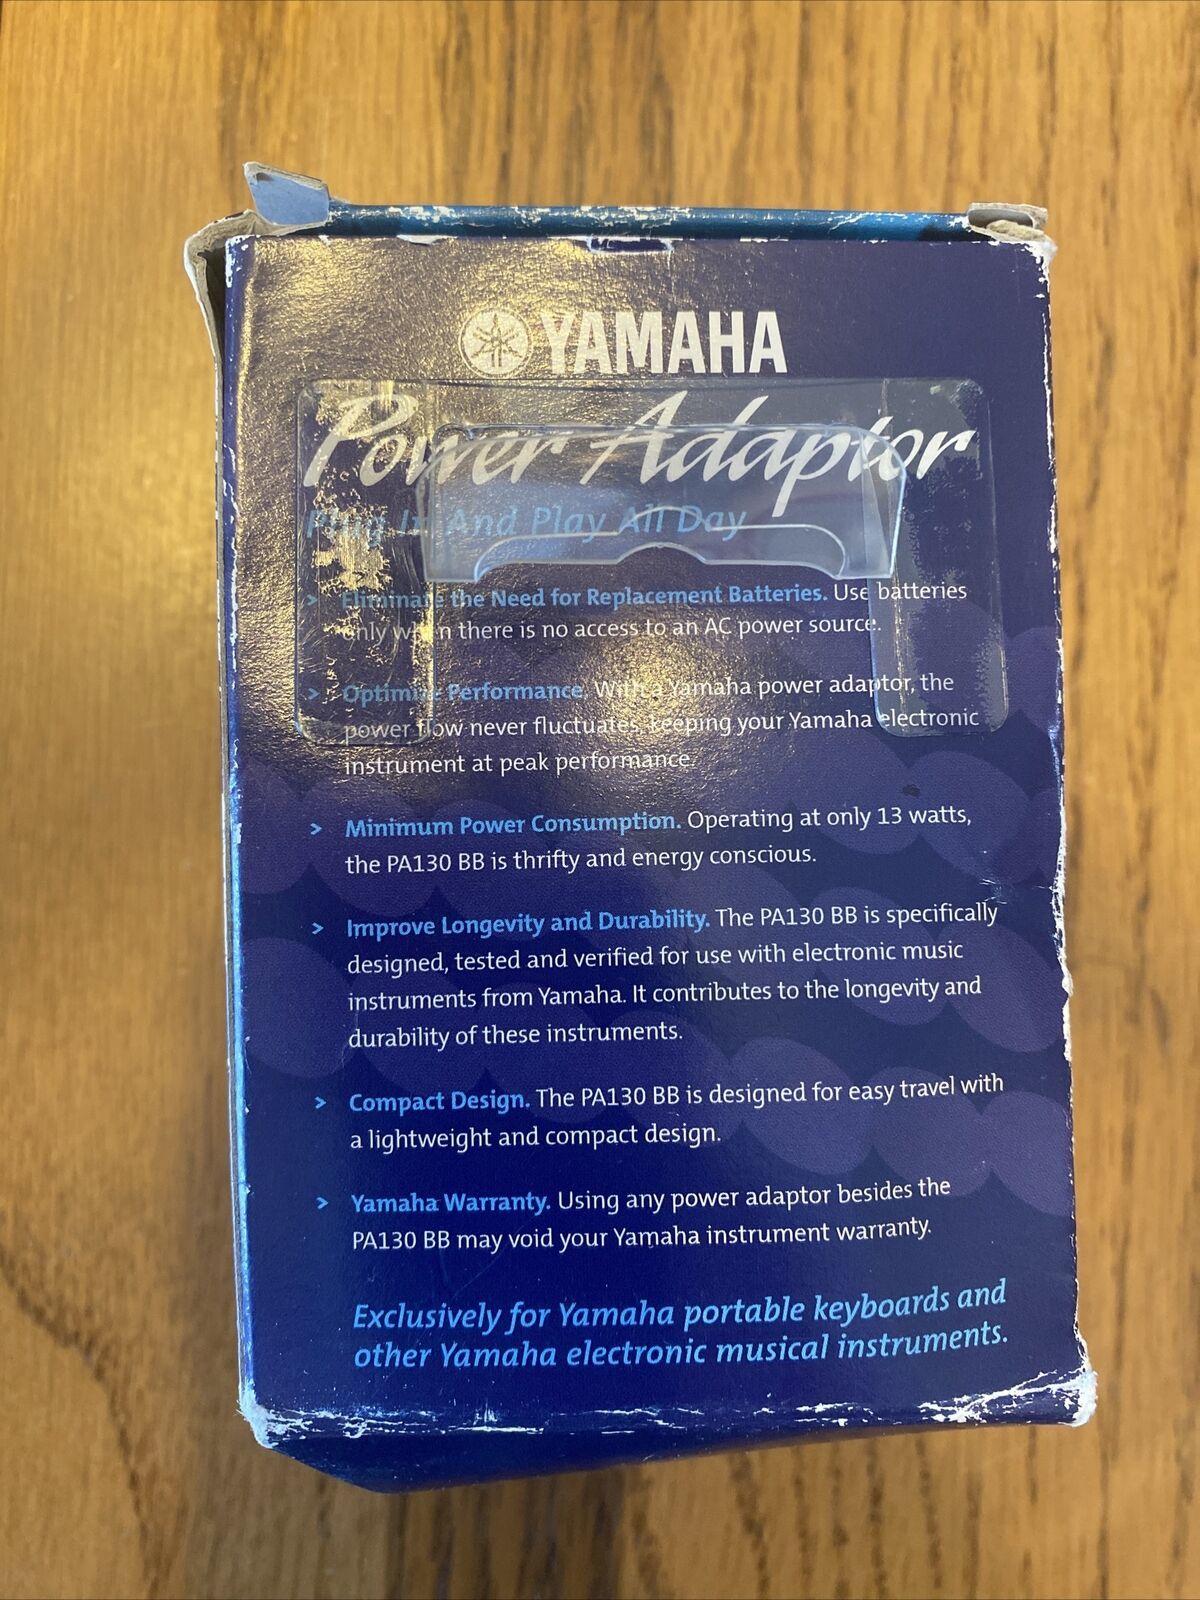 YAMAHA
Power Adaptor
Plug In And Play All Day
> Eliminate the Need for Replacement Batteries. Use batteries
only when there is no access to an AC power source.
> Optimize Performance. With a Yamaha power adaptor, the
power flow never fluctuates, keeping your Yamaha electronic
instrument at peak performance.
> Minimum Power Consumption. Operating at only 13 watts,
the PA130 BB is thrifty and energy conscious.
> Improve Longevity and Durability. The PA130 BB is specifically
designed, tested and verified for use with electronic music
instruments from Yamaha. It contributes to the longevity and
durability of these instruments.
> Compact Design. The PA130 BB is designed for easy travel with
a lightweight and compact design.
> Yamaha Warranty. Using any power adaptor besides the
PA130 BB may void your Yamaha instrument warranty.
Exclusively for Yamaha portable keyboards and
other Yamaha electronic musical instruments.